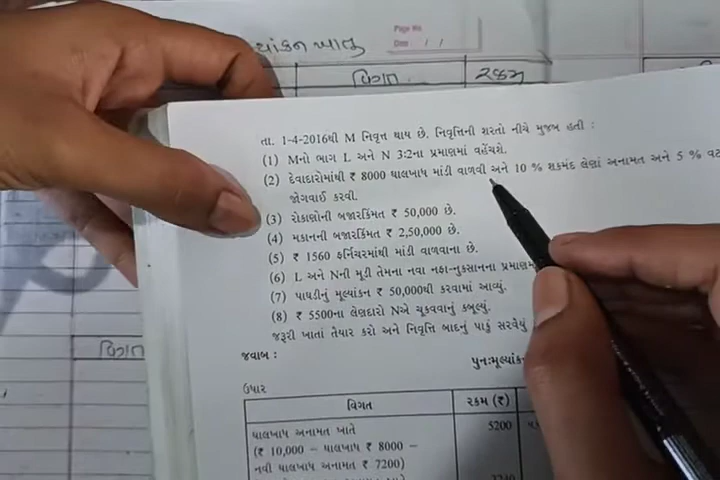 ાંકન ખાતુ
Page No.
Date / /
વિગત
રકમ
તા. 1-4-2016થી M નિવૃત્ત થાય છે. નિવૃત્તિની શરતો નીચે મુજબ હતી :
(1) Mનો ભાગ L અને N 3:2ના પ્રમાણમાં વહેંચશે.
(2) દેવાદારોમાંથી ₹ 8000 ઘાલખાધ માંડી વાળવી અને 10 % શકમંદ લેણાં અનામત અને 5 % વટ
જોગવાઈ કરવી.
(3) રોકાણોની બજારકિંમત ₹ 50,000 છે.
(4) મકાનની બજારકિંમત ₹ 2,50,000 છે.
(5) ₹ 1560 ફર્નિચરમાંથી માંડી વાળવાના છે.
(6) L અને Nની મૂડી તેમના નવા નફા-નુકસાનના પ્રમાણમ
(7) પાઘડીનું મૂલ્યાંકન ₹ 50,000થી કરવામાં આવ્યું.
(8) ₹ 5500ના લેણદારો Nએ ચૂકવવાનું કબૂલ્યું.
જરૂરી ખાતાં તૈયાર કરો અને નિવૃત્તિ બાદનું પાકું સરવૈયું
જવાબ :
પુનઃમૂલ્યાંક
ઉધાર
વિગત
વિગત
રકમ (₹)
ઘાલખાધ અનામત ખાતે
5200
(₹ 10,000 – ઘાલખાધ ₹ 8000 –
નવી ઘાલખાધ અનામત ₹ 7200)